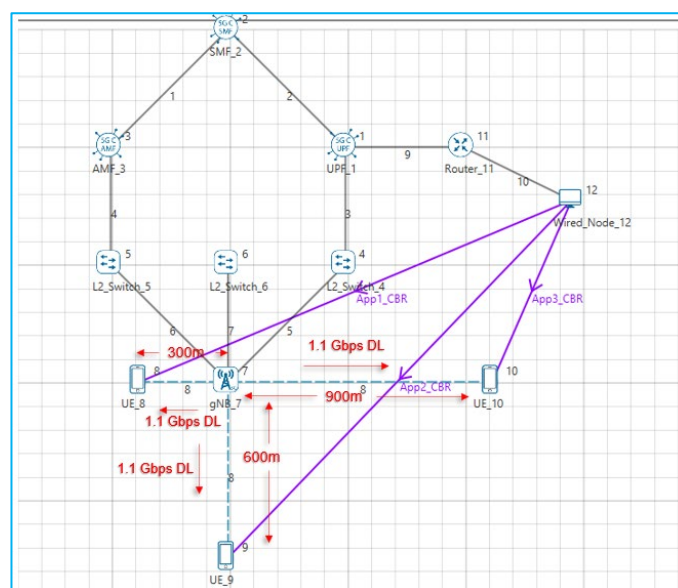 2
5G C
SMF
SMF_2
1
2
3
5G C
AMF
AMF_3
1
5G C
UPF
UPF_1
9
11
Router_11
10
12
Wired_Node_12
4
3
5
L2_Switch_5
6
L2_Switch_6
4
L2_Switch_4
App1_CBR
App3_CBR
6
7
5
300m
1.1 Gbps DL
8
UE_8
8
7
gNB_7
900m
8
App2_CBR
10
UE_10
1.1 Gbps DL
1.1 Gbps DL
600m
8
9
UE_9